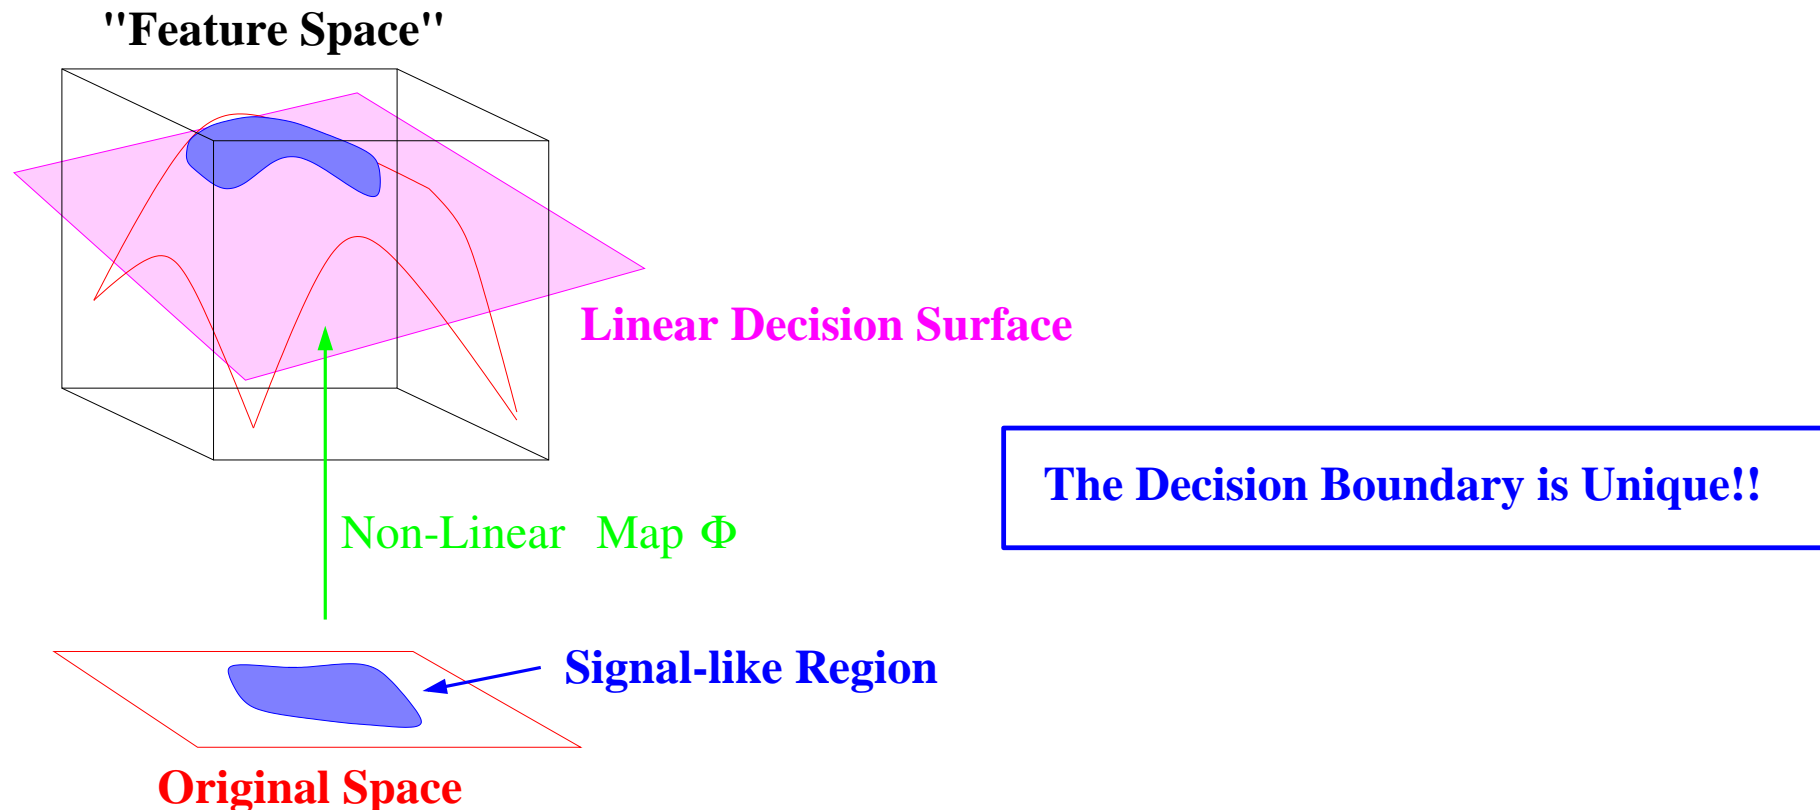 "Feature Space"
Linear Decision Surface
The Decision Boundary is Unique!!
Non-Linear Map Φ
Signal-like Region
Original Space